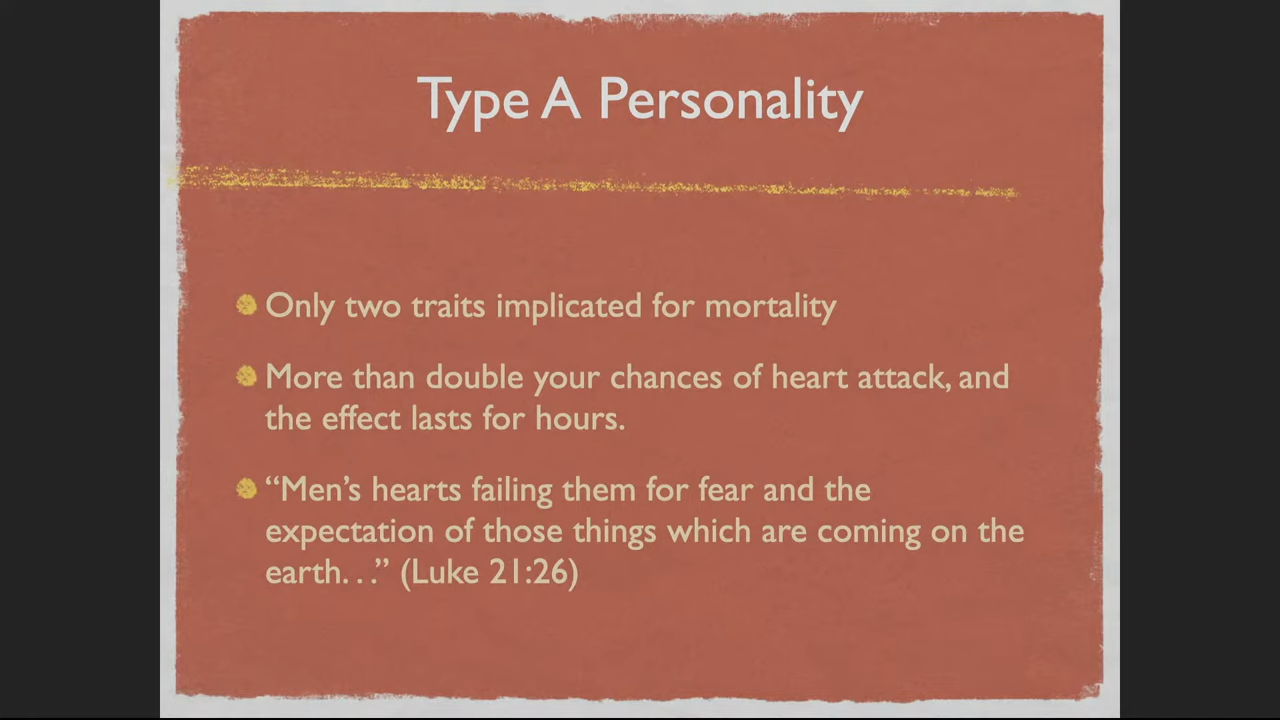 Type A Personality
Only two traits implicated for mortality
More than double your chances of heart attack, and
the effect lasts for hours.
“Men’s hearts failing them for fear and the
expectation of those things which are coming on the
earth. . .” (Luke 21:26)